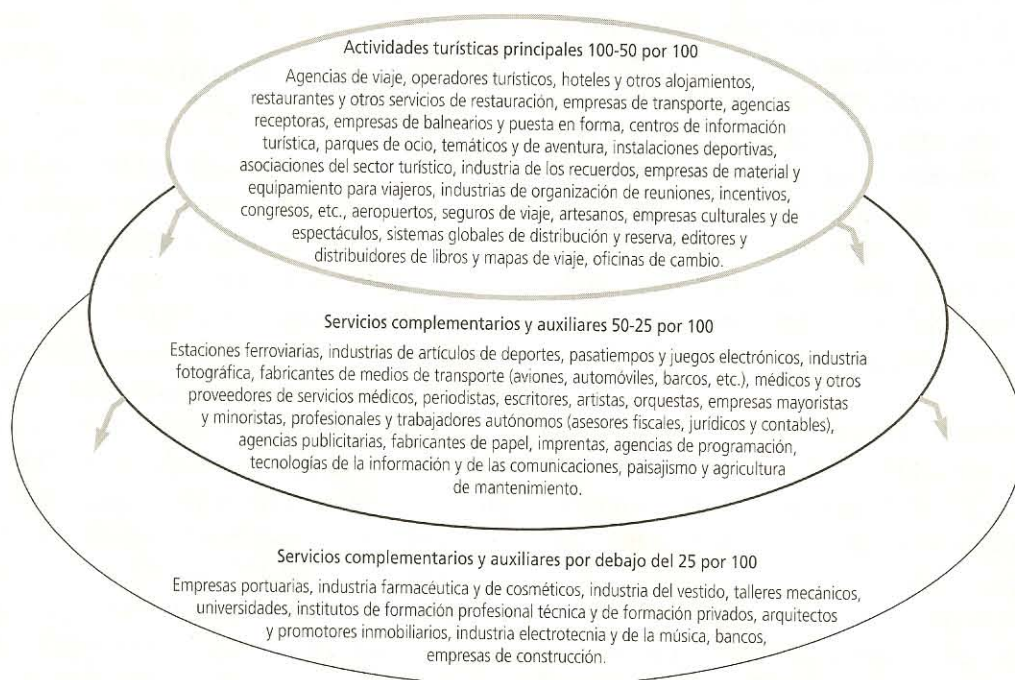 Actividades turísticas principales 100-50 por 100
Agencias de viaje, operadores turísticos, hoteles y otros alojamientos,
restaurantes y otros servicios de restauración, empresas de transporte, agencias
receptoras, empresas de balnearios y puesta en forma, centros de información
turística, parques de ocio, temáticos y de aventura, instalaciones deportivas,
asociaciones del sector turístico, industria de los recuerdos, empresas de material y
equipamiento para viajeros, industrias de organización de reuniones, incentivos,
congresos, etc., aeropuertos, seguros de viaje, artesanos, empresas culturales y de
espectáculos, sistemas globales de distribución y reserva, editores y
distribuidores de libros y mapas de viaje, oficinas de cambio.
Servicios complementarios y auxiliares 50-25 por 100
Estaciones ferroviarias, industrias de artículos de deportes, pasatiempos y juegos electrónicos, industria
fotográfica, fabricantes de medios de transporte (aviones, automóviles, barcos, etc.), médicos y otros
proveedores de servicios médicos, periodistas, escritores, artistas, orquestas, empresas mayoristas
y minoristas, profesionales y trabajadores autónomos (asesores fiscales, jurídicos y contables),
agencias publicitarias, fabricantes de papel, imprentas, agencias de programación,
tecnologías de la información y de las comunicaciones, paisajismo y agricultura
de mantenimiento.
Servicios complementarios y auxiliares por debajo del 25 por 100
Empresas portuarias, industria farmacéutica y de cosméticos, industria del vestido, talleres mecánicos,
universidades, institutos de formación profesional técnica y de formación privados, arquitectos
y promotores inmobiliarios, industria electrotecnia y de la música, bancos,
empresas de construcción.